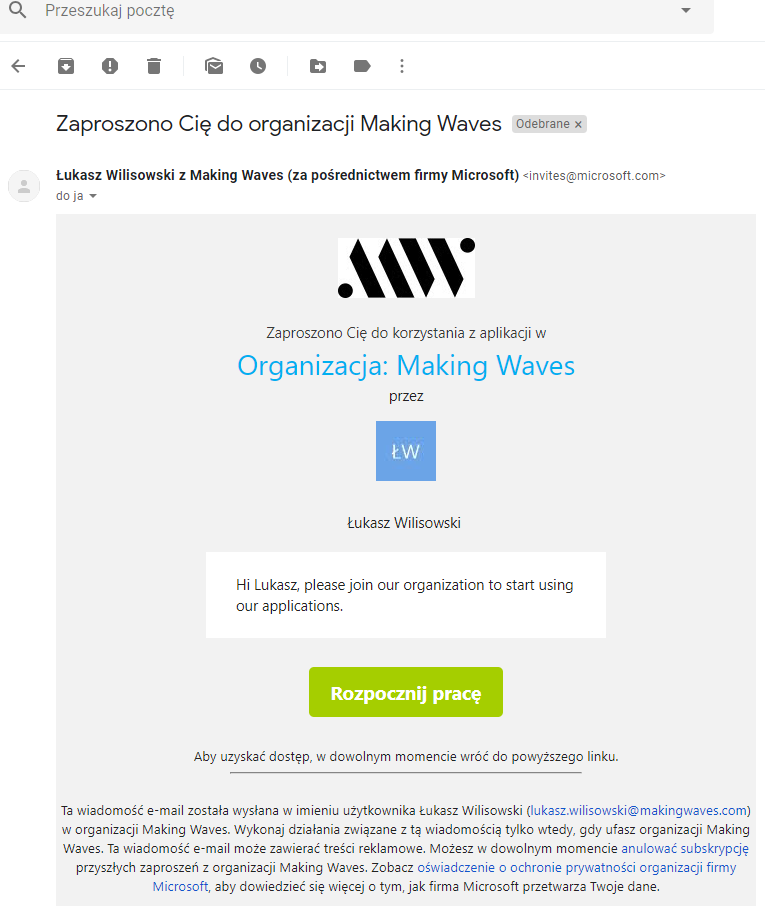 Przeszukaj pocztę
Zaproszono Cię do organizacji Making Waves Odebrane ×
Łukasz Wilisowski z Making Waves (za pośrednictwem firmy Microsoft) <invites@microsoft.com>
do ja
MW
Zaproszono Cię do korzystania z aplikacji w
Organizacja: Making Waves
przez
ŁW
Łukasz Wilisowski
Hi Lukasz, please join our organization to start using
our applications.
Rozpocznij pracę
Aby uzyskać dostęp, w dowolnym momencie wróć do powyższego linku.
Ta wiadomość e-mail została wysłana w imieniu użytkownika Łukasz Wilisowski (lukasz.wilisowski@makingwaves.com)
w organizacji Making Waves. Wykonaj działania związane z tą wiadomością tylko wtedy, gdy ufasz organizacji Making
Waves. Ta wiadomość e-mail może zawierać treści reklamowe. Możesz w dowolnym momencie anulować subskrypcję
przyszłych zaproszeń z organizacji Making Waves. Zobacz oświadczenie o ochronie prywatności organizacji firmy
Microsoft, aby dowiedzieć się więcej o tym, jak firma Microsoft przetwarza Twoje dane.